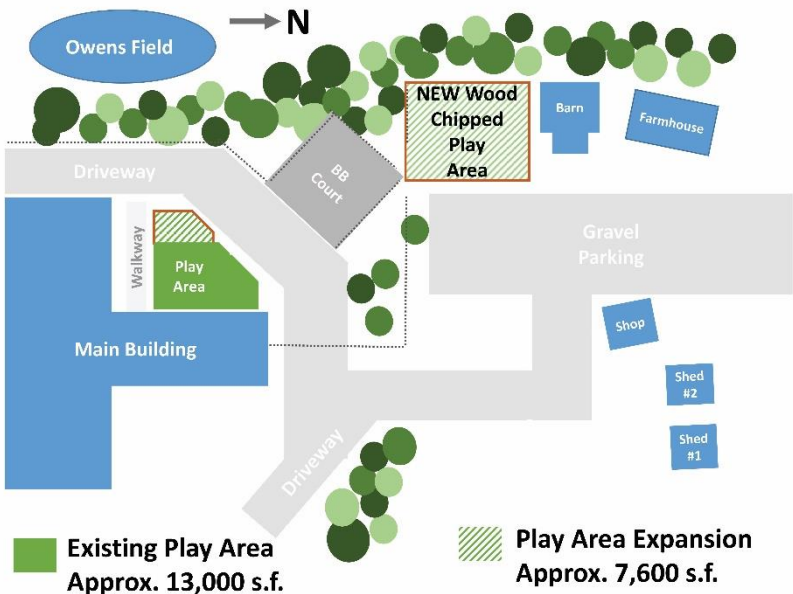 Owens Field
N
NEW Wood
Chipped
Play
Area
Barn
Farmhouse
Driveway
BB
Court
Walkway
Play
Area
Gravel
Parking
Main Building
Shop
Shed
#2
Shed
#1
Driveway
Existing Play Area
Approx. 13,000 s.f.
Play Area Expansion
Approx. 7,600 s.f.